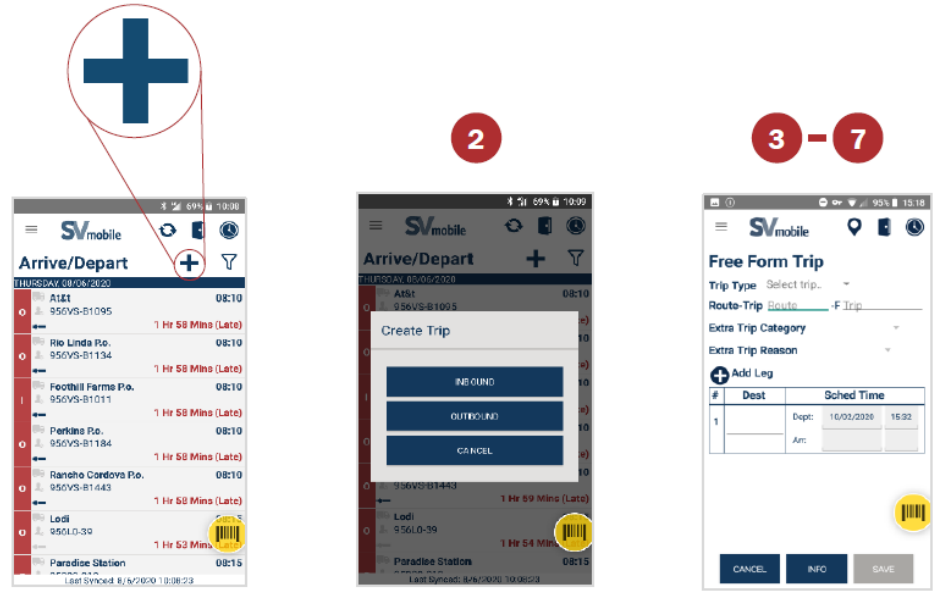 2
3 - 7
69% 10:08
SVmobile
Arrive/Depart
THURSDAY, 08/06/2020
At&t 08:10
O 956VS-B1095
1 Hr 58 Mins (Late)
Rio Linda P.o. 08:10
O 956VS-B1134
1 Hr 58 Mins (Late)
Foothill Farms P.o. 08:10
I 956VS-B1011
1 Hr 58 Mins (Late)
Perkins P.o. 08:10
O 956VS-B1184
1 Hr 58 Mins (Late)
Rancho Cordova P.o. 08:10
O 956VS-B1443
1 Hr 58 Mins (Late)
Lodi
O 956L0-39
1 Hr 53 Mins (Late)
Paradise Station 08:15
Last Synced: 8/6/2020 10:08:23
69% 10:09
SVmobile
Arrive/Depart
THURSDAY, 08/06/2020
At&t 08:10
O 956VS-B1095
Create Trip
INBOUND
OUTBOUND
CANCEL
O 956VS-B1443
1 Hr 59 Mins (Late)
Lodi
O 956L0-39
1 Hr 54 Mins
Paradise Station 08:15
Last Synced: 8/6/2020 10:08:23
95% 15:18
SVmobile
Free Form Trip
Trip Type Select trip..
Route-Trip Route -F Trip
Extra Trip Category
Extra Trip Reason
Add Leg
# Dest Sched Time
1 Dept: 10/02/2020 15:32
Arr:
CANCEL INFO SAVE